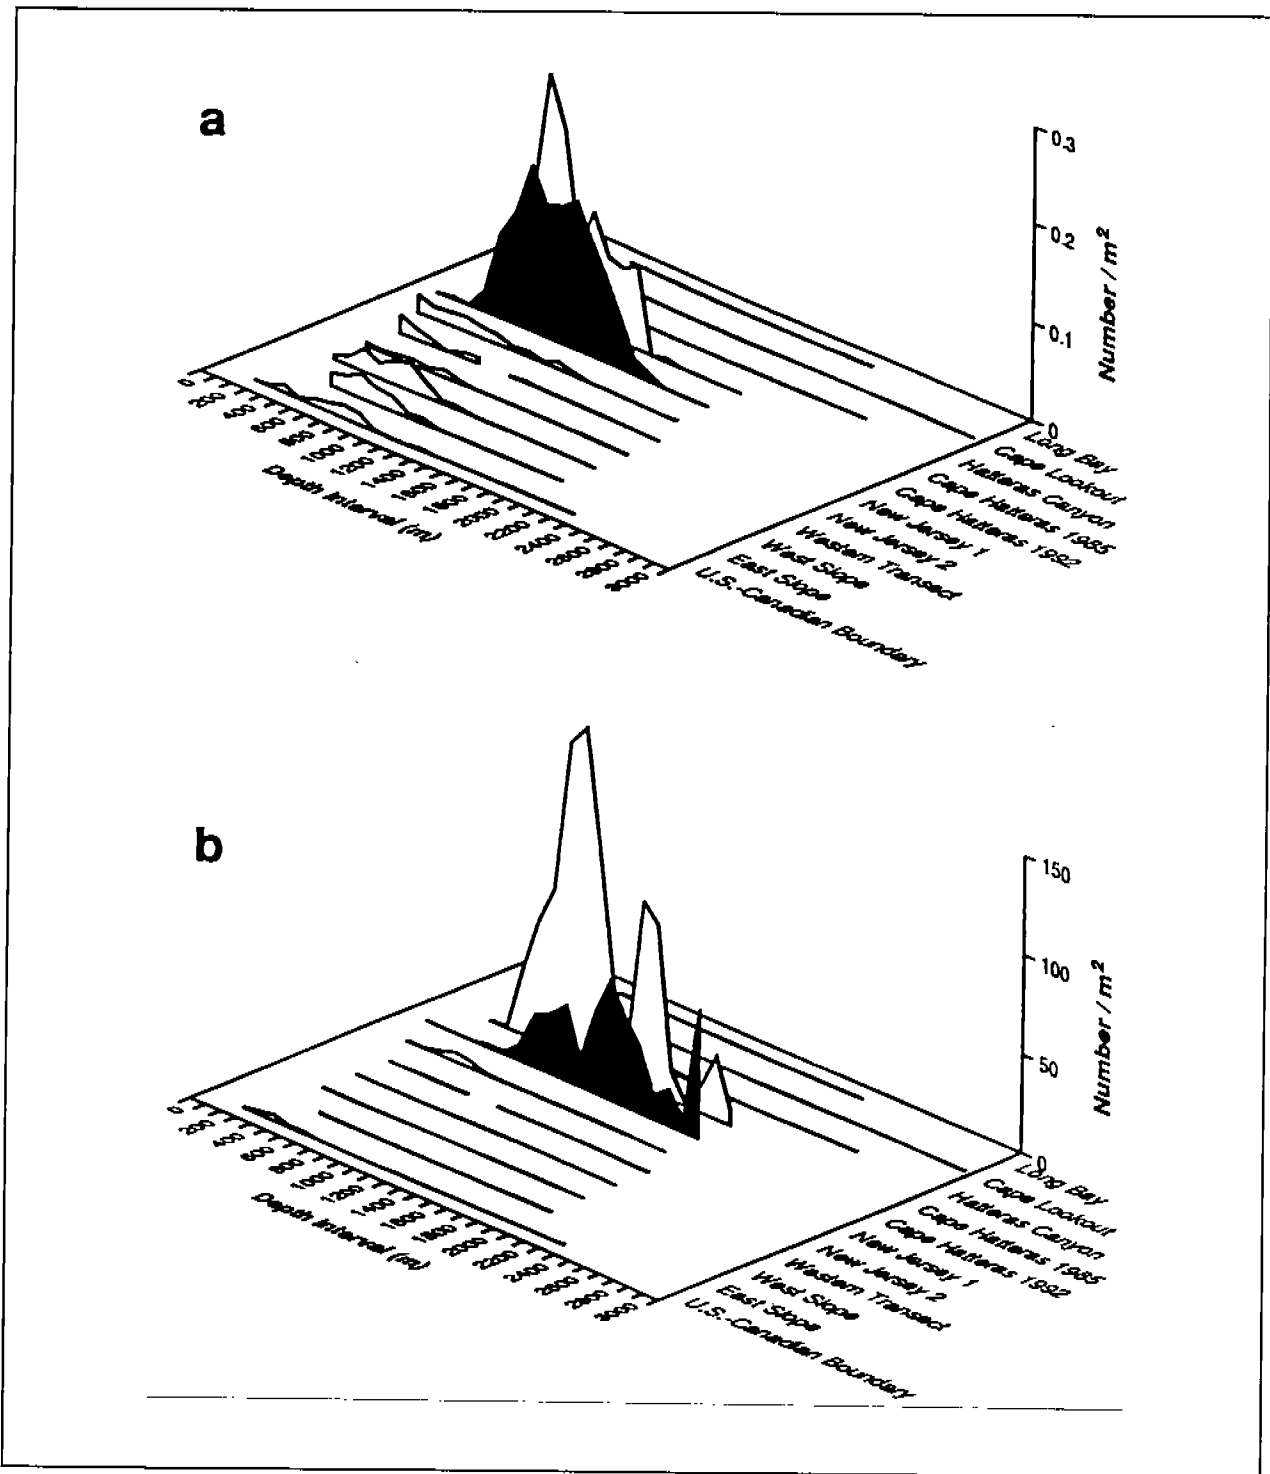 a
0.3
0.2
0.1
0
Number / m²
0
200
400
600
800
1000
1200
1400
1600
1800
2000
2200
2400
2600
2800
3000
Depth Interval (m)
Long Bay
Cape Lookout
Hatteras Canyon
Cape Hatteras 1985
Cape Hatteras 1992
New Jersey 1
New Jersey 2
Western Transect
West Slope
East Slope
U.S.-Canadian Boundary
b
150
100
50
0
Number / m²
0
200
400
600
800
1000
1200
1400
1600
1800
2000
2200
2400
2600
2800
3000
Depth Interval (m)
Long Bay
Cape Lookout
Hatteras Canyon
Cape Hatteras 1985
Cape Hatteras 1992
New Jersey 1
New Jersey 2
Western Transect
West Slope
East Slope
U.S.-Canadian Boundary